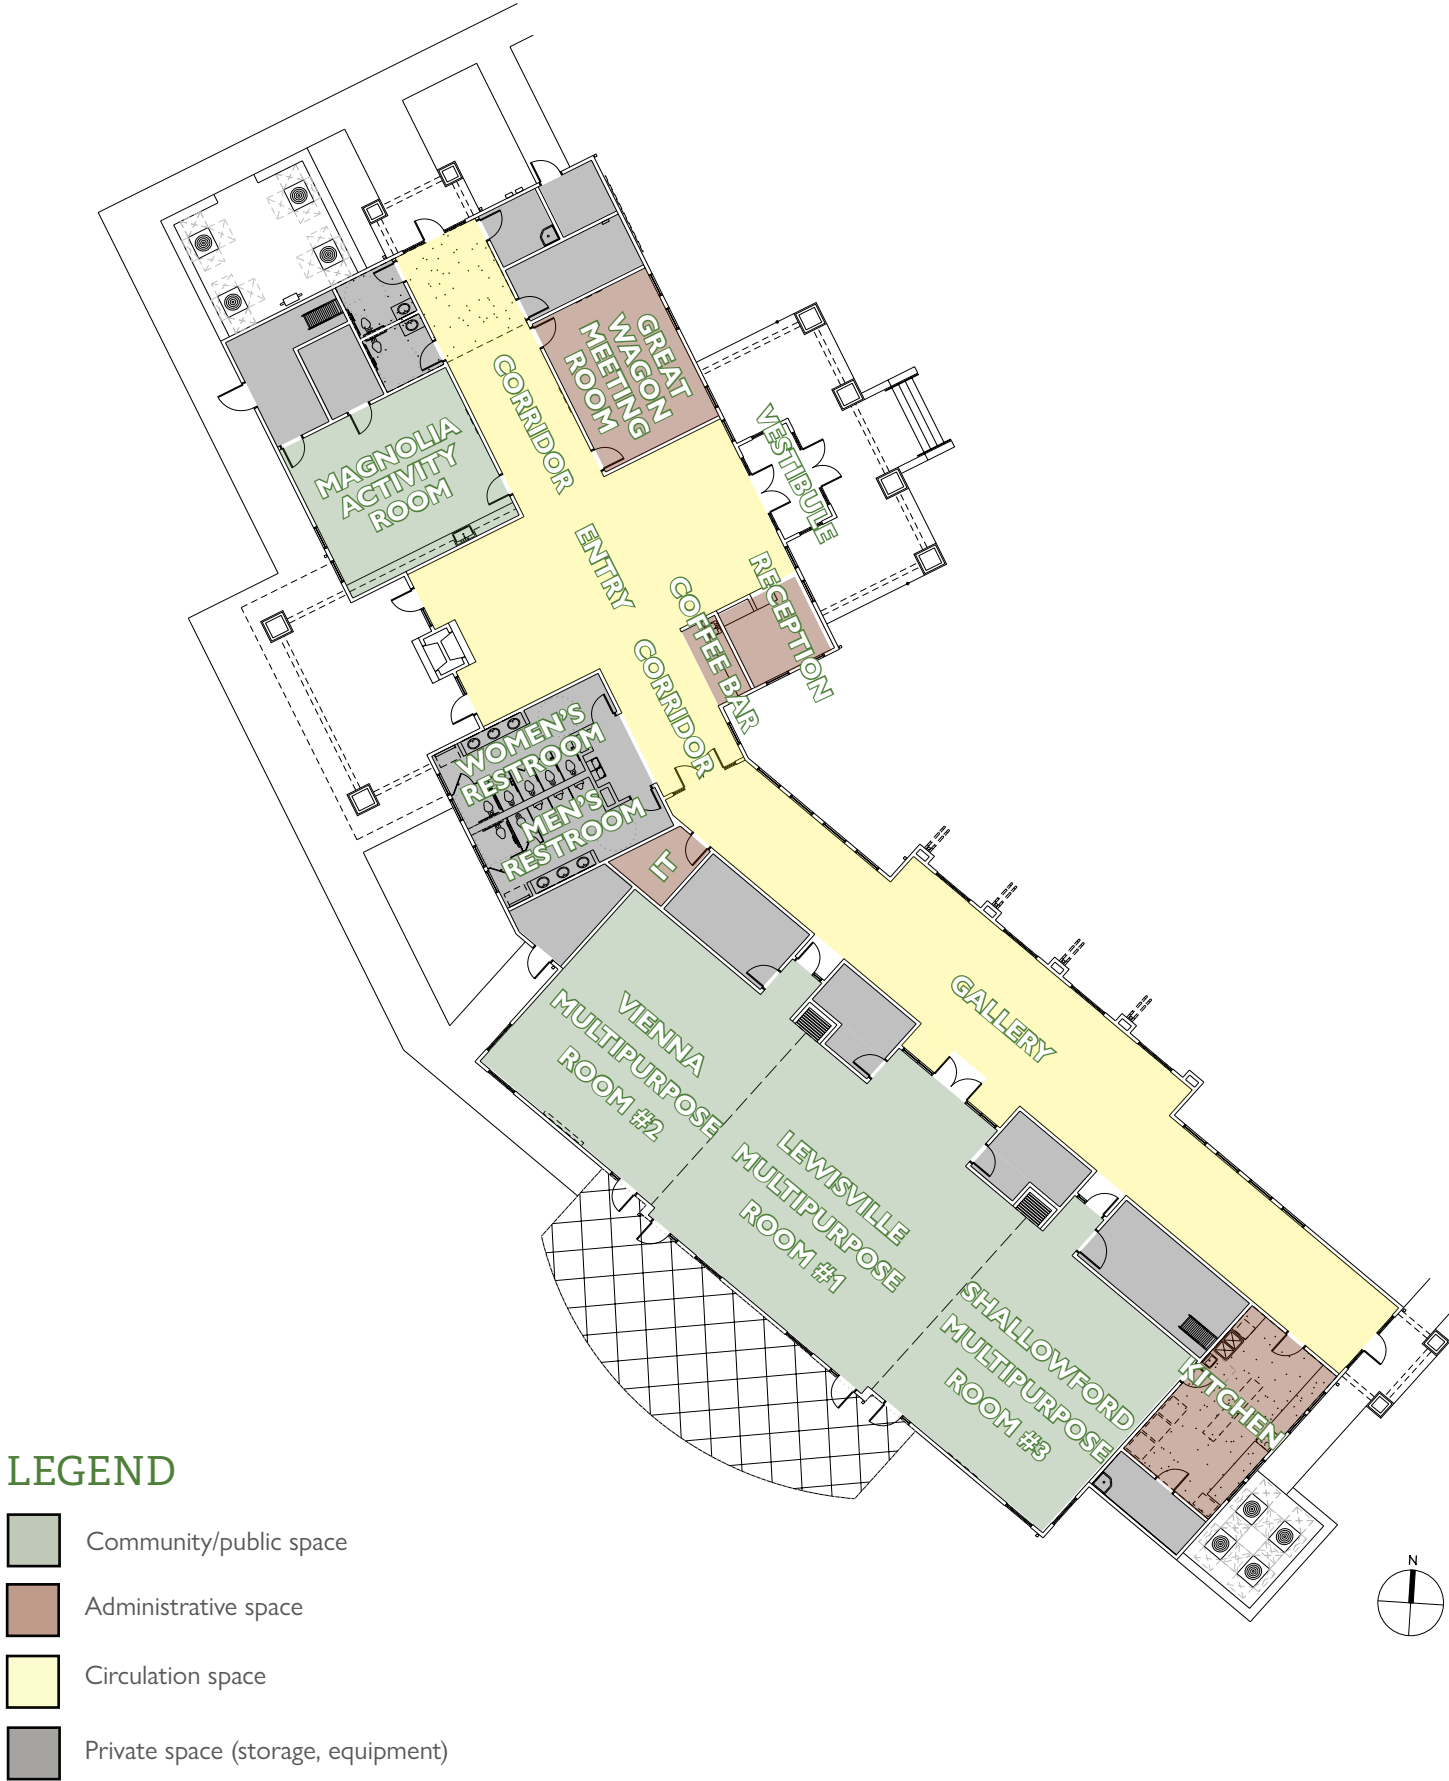 GREAT
WAGON
MEETING
ROOM
CORRIDOR
MAGNOLIA
ACTIVITY
ROOM
VESTIBULE
ENTRY
RECEPTION
COFFEE BAR
CORRIDOR
WOMEN'S
RESTROOM
MEN'S
RESTROOM
IT
GALLERY
VIENNA
MULTIPURPOSE
ROOM #2
LEWISVILLE
MULTIPURPOSE
ROOM #1
SHALLOWFORD
MULTIPURPOSE
ROOM #3
KITCHEN
LEGEND
Community/public space
Administrative space
Circulation space
Private space (storage, equipment)
N